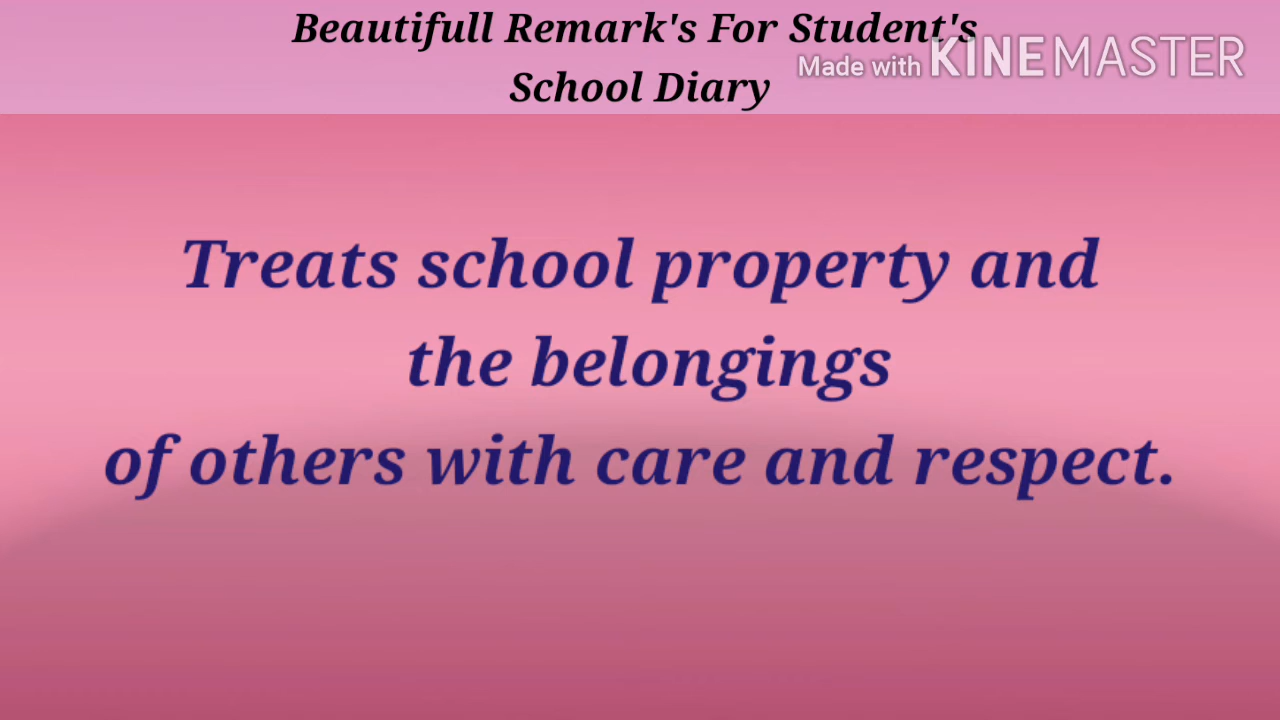 Beautifull Remark's For Student's
School Diary
Made with KINEMASTER
Treats school property and
the belongings
of others with care and respect.